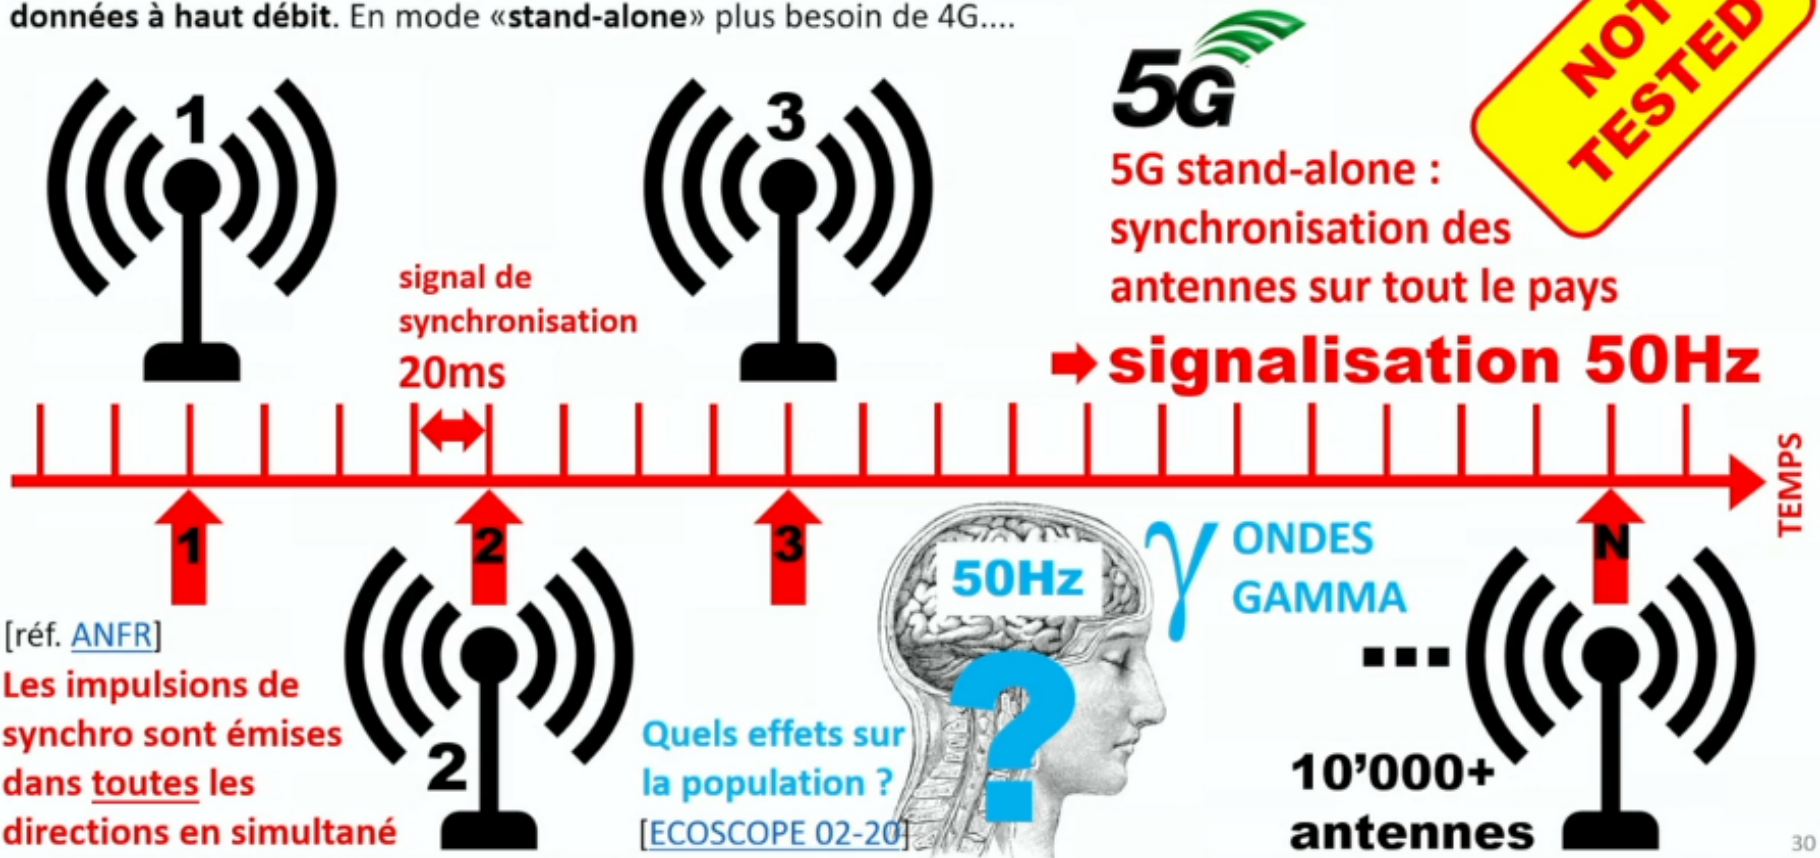 données à haut débit. En mode «stand-alone» plus besoin de 4G....
1
3
5G
NOT
TESTED
5G stand-alone :
synchronisation des
antennes sur tout le pays
signalisation 50Hz
signal de
synchronisation
20ms
TEMPS
1
2
3
N
50Hz
γ ONDES
GAMMA
[réf. ANFR]
Les impulsions de
synchro sont émises
dans toutes les
directions en simultané
2
Quels effets sur
la population ?
[ECOSCOPE 02-20]
?
...
10’000+
antennes
30